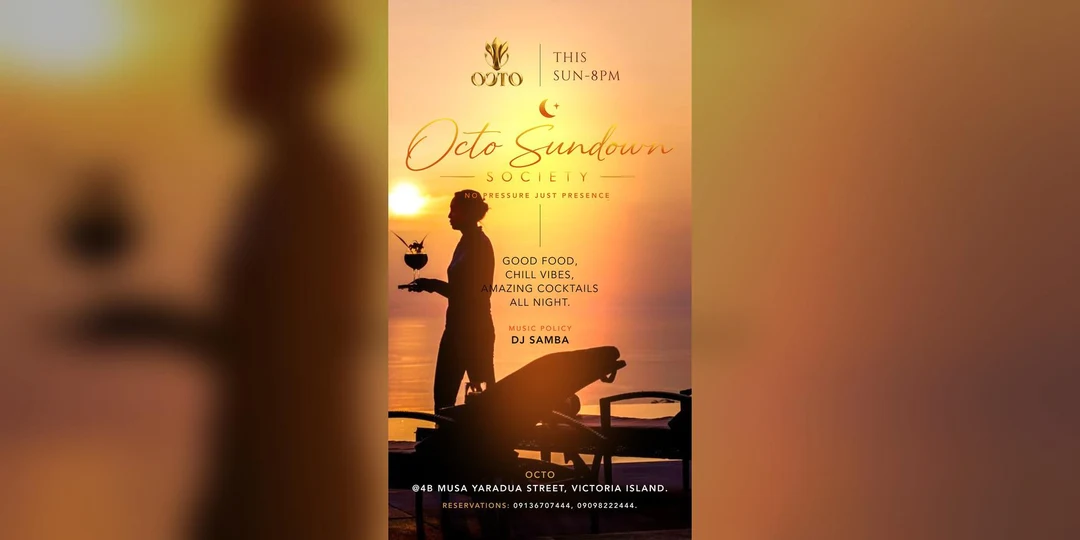 OCTO
THIS
SUN-8PM
Octo Sundown
SOCIETY
NO PRESSURE JUST PRESENCE
GOOD FOOD,
CHILL VIBES,
AMAZING COCKTAILS
ALL NIGHT.
MUSIC POLICY
DJ SAMBA
OCTO
@4B MUSA YARADUA STREET, VICTORIA ISLAND.
RESERVATIONS: 09136707444, 09098222444.